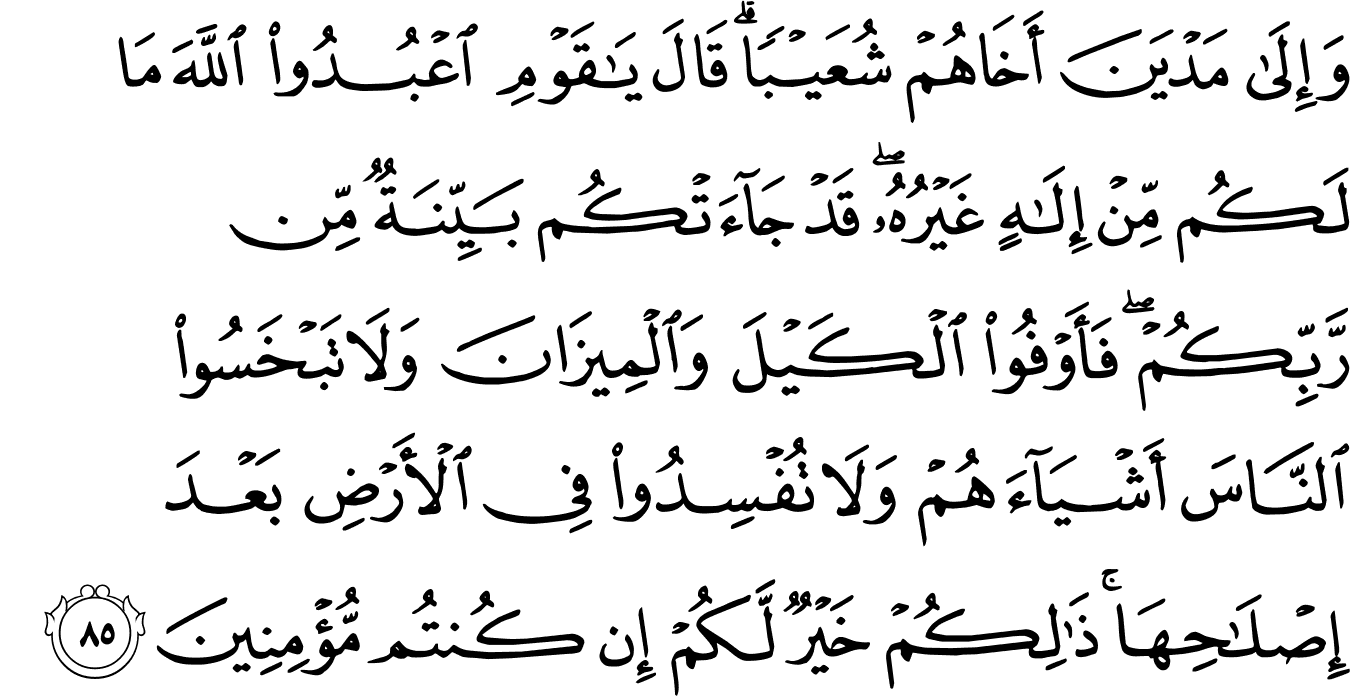 وَإِلَىٰ مَدْيَنَ أَخَاهُمْ شُعَيْبًا ۗ قَالَ يَـٰقَوْمِ ٱعْبُدُوا۟ ٱللَّهَ مَا
لَكُم مِّنْ إِلَـٰهٍ غَيْرُهُۥ ۖ قَدْ جَآءَتْكُم بَيِّنَةٌ مِّن
رَّبِّكُمْ ۖ فَأَوْفُوا۟ ٱلْكَيْلَ وَٱلْمِيزَانَ وَلَا تَبْخَسُوا۟
ٱلنَّاسَ أَشْيَآءَهُمْ وَلَا تُفْسِدُوا۟ فِى ٱلْأَرْضِ بَعْدَ
إِصْلَـٰحِهَا ۚ ذَٰلِكُمْ خَيْرٌ لَّكُمْ إِن كُنتُم مُّؤْمِنِينَ ٨٥